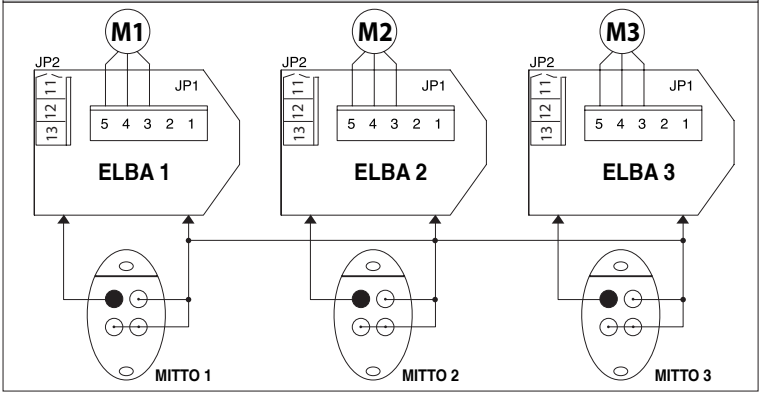 M1
M2
M3
JP2
JP2
JP2
JP1
JP1
JP1
11
12
13
5 4 3 2 1
11
12
13
5 4 3 2 1
11
12
13
5 4 3 2 1
ELBA 1
ELBA 2
ELBA 3
MITTO 1
MITTO 2
MITTO 3